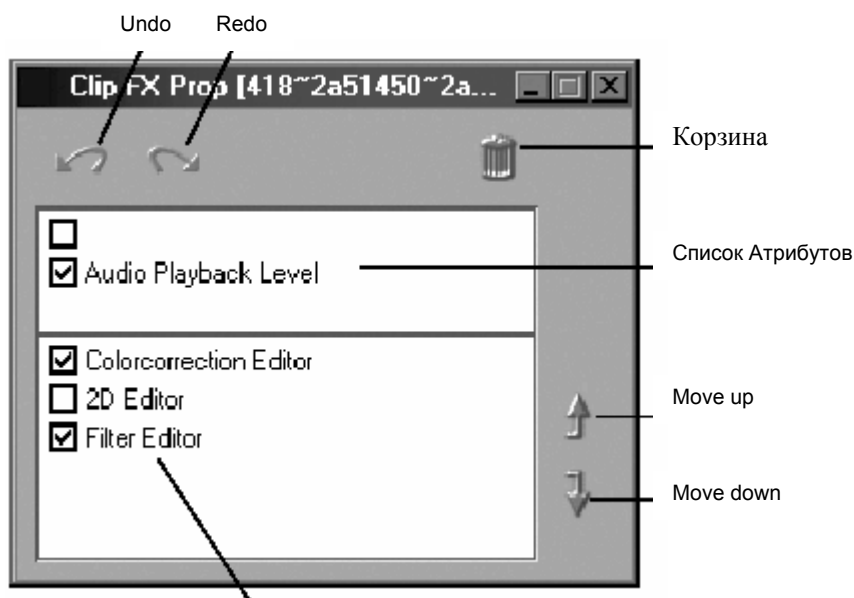 Undo Redo
Clip FX Prop [418~2a51450~2a...
Корзина
Audio Playback Level
Список Атрибутов
Colorcorrection Editor
2D Editor
Filter Editor
Move up
Move down